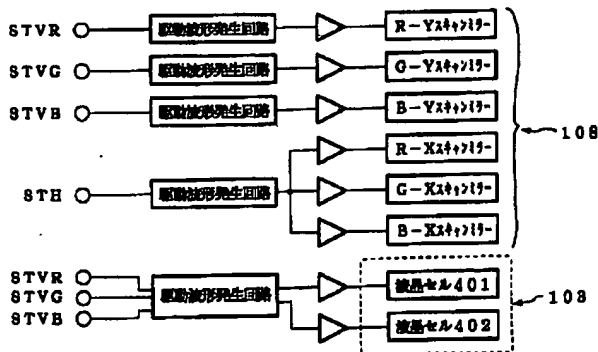 STVR 駆動波形発生回路 R-Yスキャンミラー
STVG 駆動波形発生回路 G-Yスキャンミラー
STVB 駆動波形発生回路 B-Yスキャンミラー
R-Xスキャンミラー
108
STH 駆動波形発生回路 G-Xスキャンミラー
B-Xスキャンミラー
STVR
STVG 駆動波形発生回路 液晶セル401
STVB
103
液晶セル402